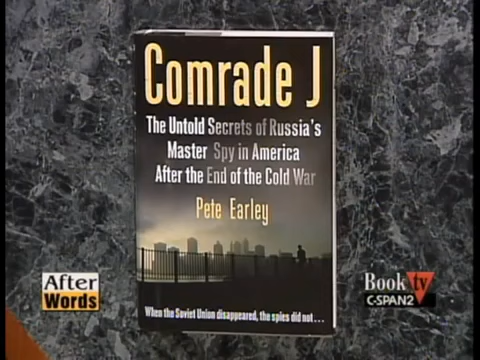 Comrade J
The Untold Secrets of Russia's
Master Spy in America
After the End of the Cold War
Pete Earley
When the Soviet Union disappeared, the spies did not . . .
After
Words
Book tv
C-SPAN2